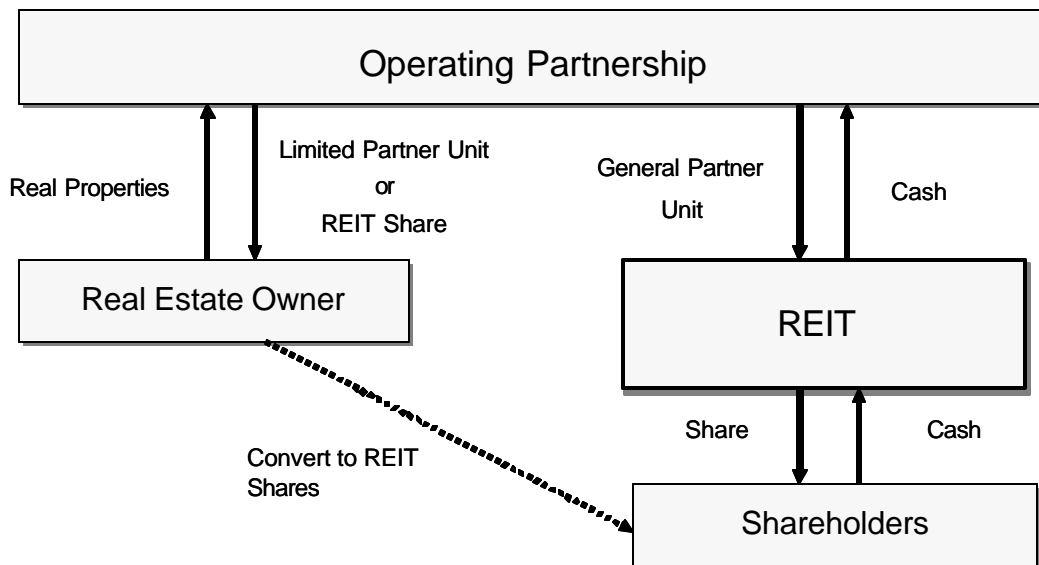 Operating Partnership
Real Properties
Limited Partner Unit
or
REIT Share
General Partner
Unit
Cash
Real Estate Owner
REIT
Convert to REIT
Shares
Share
Cash
Shareholders